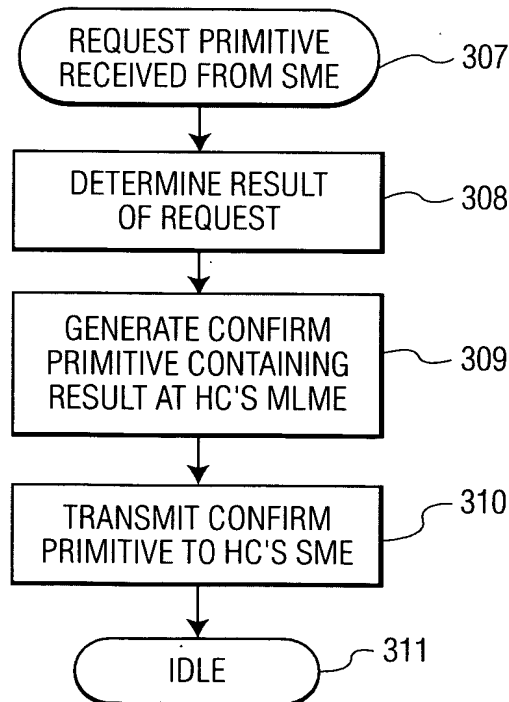 REQUEST PRIMITIVE
RECEIVED FROM SME
307
DETERMINE RESULT
OF REQUEST
308
GENERATE CONFIRM
PRIMITIVE CONTAINING
RESULT AT HC'S MLME
309
TRANSMIT CONFIRM
PRIMITIVE TO HC'S SME
310
IDLE
311